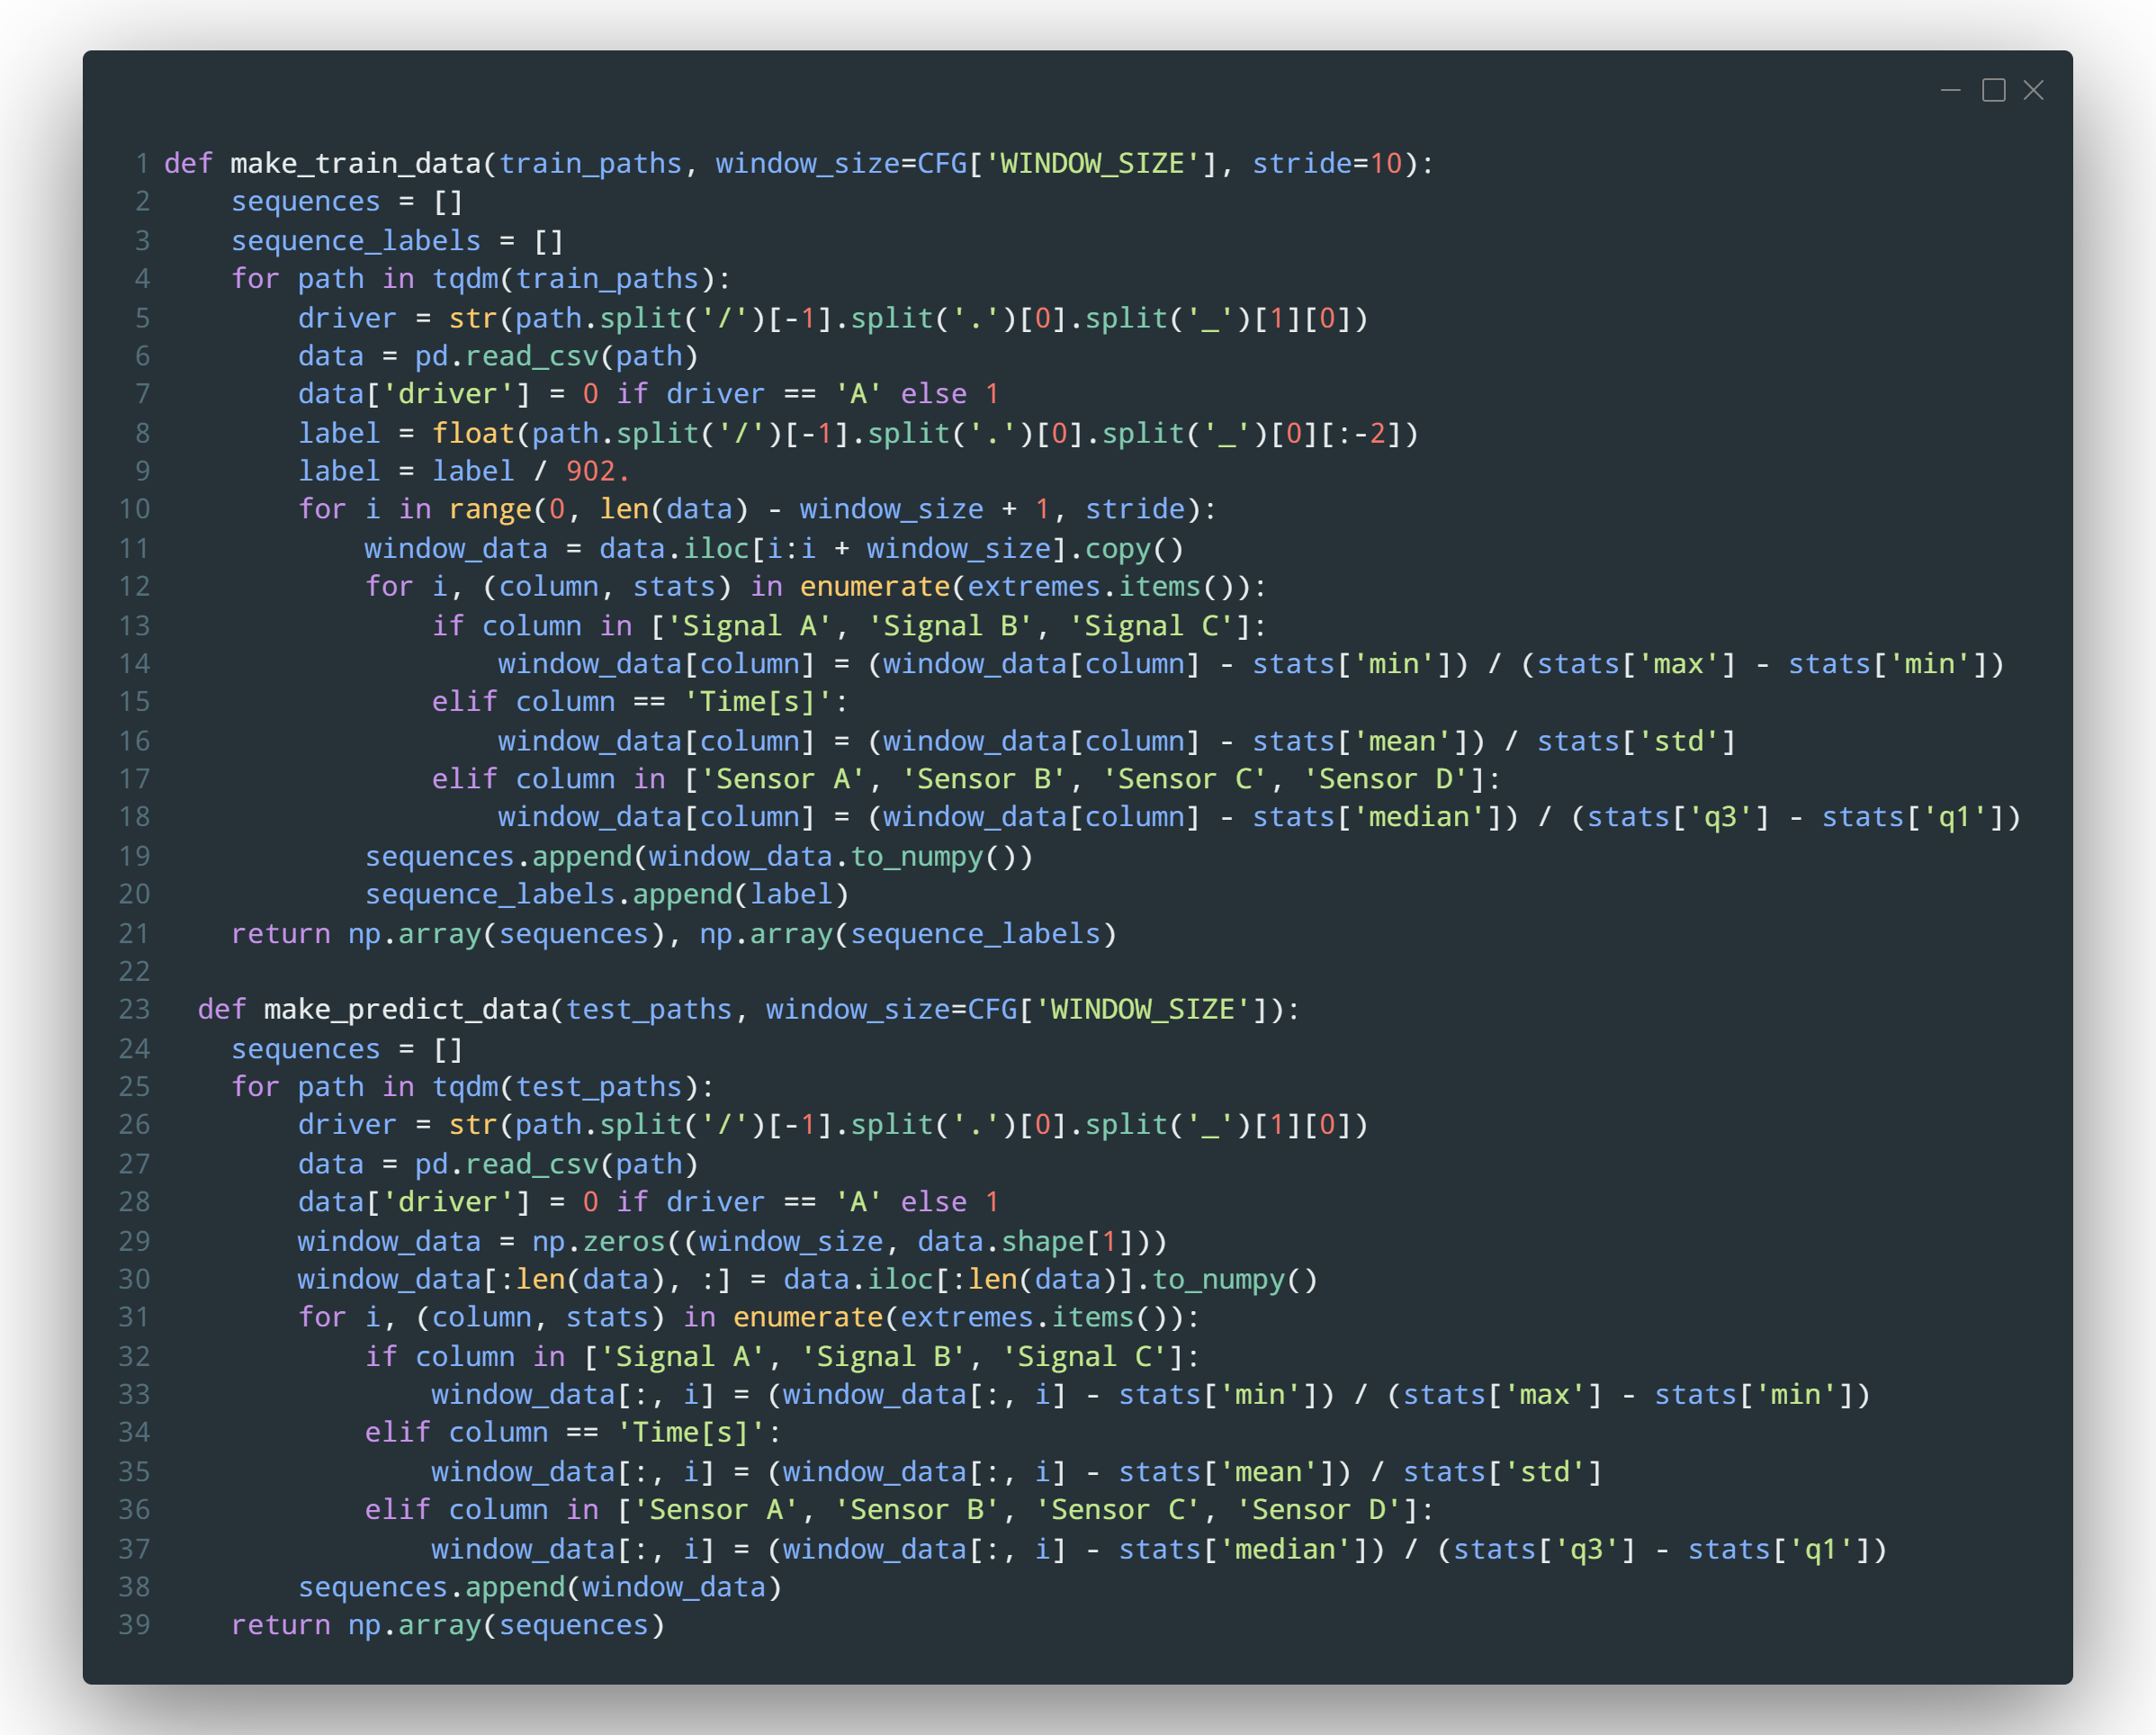 1 def make_train_data(train_paths, window_size=CFG['WINDOW_SIZE'], stride=10):
2     sequences = []
3     sequence_labels = []
4     for path in tqdm(train_paths):
5         driver = str(path.split('/')[-1].split('.')[0].split('_')[1][0])
6         data = pd.read_csv(path)
7         data['driver'] = 0 if driver == 'A' else 1
8         label = float(path.split('/')[-1].split('.')[0].split('_')[0][:-2])
9         label = label / 902.
10         for i in range(0, len(data) - window_size + 1, stride):
11             window_data = data.iloc[i:i + window_size].copy()
12             for i, (column, stats) in enumerate(extremes.items()):
13                 if column in ['Signal A', 'Signal B', 'Signal C']:
14                     window_data[column] = (window_data[column] - stats['min']) / (stats['max'] - stats['min'])
15                 elif column == 'Time[s]':
16                     window_data[column] = (window_data[column] - stats['mean']) / stats['std']
17                 elif column in ['Sensor A', 'Sensor B', 'Sensor C', 'Sensor D']:
18                     window_data[column] = (window_data[column] - stats['median']) / (stats['q3'] - stats['q1'])
19             sequences.append(window_data.to_numpy())
20             sequence_labels.append(label)
21     return np.array(sequences), np.array(sequence_labels)
22
23   def make_predict_data(test_paths, window_size=CFG['WINDOW_SIZE']):
24     sequences = []
25     for path in tqdm(test_paths):
26         driver = str(path.split('/')[-1].split('.')[0].split('_')[1][0])
27         data = pd.read_csv(path)
28         data['driver'] = 0 if driver == 'A' else 1
29         window_data = np.zeros((window_size, data.shape[1]))
30         window_data[:len(data), :] = data.iloc[:len(data)].to_numpy()
31         for i, (column, stats) in enumerate(extremes.items()):
32             if column in ['Signal A', 'Signal B', 'Signal C']:
33                 window_data[:, i] = (window_data[:, i] - stats['min']) / (stats['max'] - stats['min'])
34             elif column == 'Time[s]':
35                 window_data[:, i] = (window_data[:, i] - stats['mean']) / stats['std']
36             elif column in ['Sensor A', 'Sensor B', 'Sensor C', 'Sensor D']:
37                 window_data[:, i] = (window_data[:, i] - stats['median']) / (stats['q3'] - stats['q1'])
38         sequences.append(window_data)
39     return np.array(sequences)